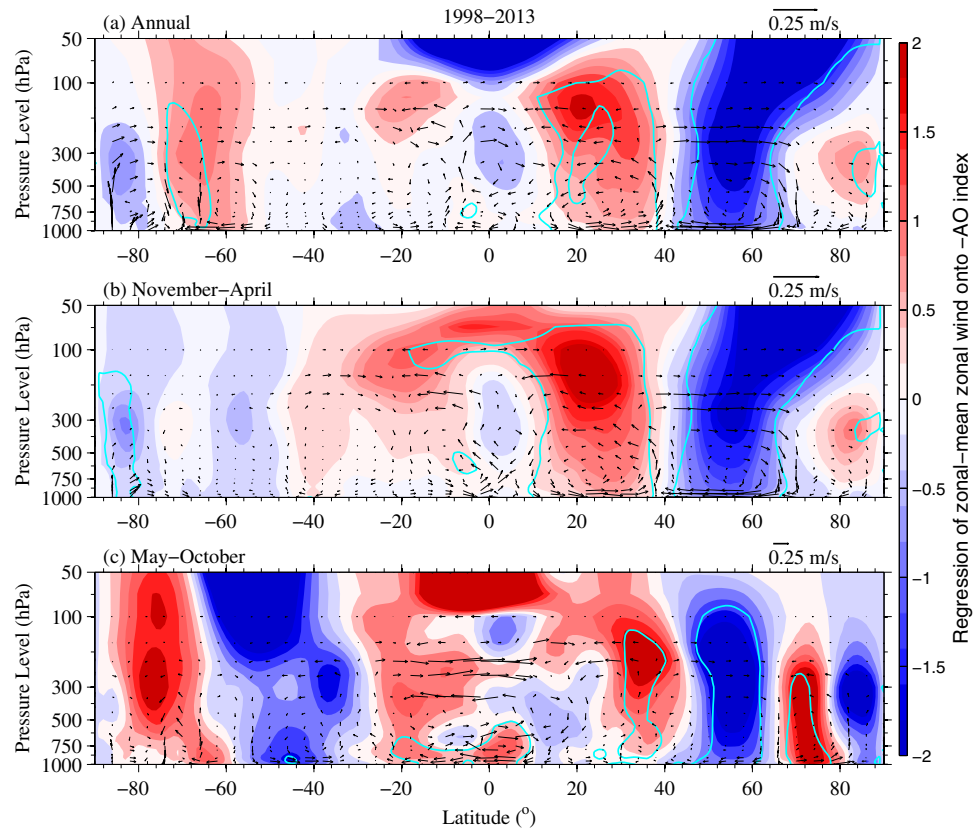 1998−2013
(a) Annual
0.25 m/s
Pressure Level (hPa)
50
100
300
500
750
1000
−80 −60 −40 −20 0 20 40 60 80
(b) November−April
0.25 m/s
Pressure Level (hPa)
50
100
300
500
750
1000
−80 −60 −40 −20 0 20 40 60 80
(c) May−October
0.25 m/s
Pressure Level (hPa)
50
100
300
500
750
1000
−80 −60 −40 −20 0 20 40 60 80
Latitude (°)
2
1.5
1
0.5
0
−0.5
−1
−1.5
−2
Regression of zonal−mean zonal wind onto −AO index